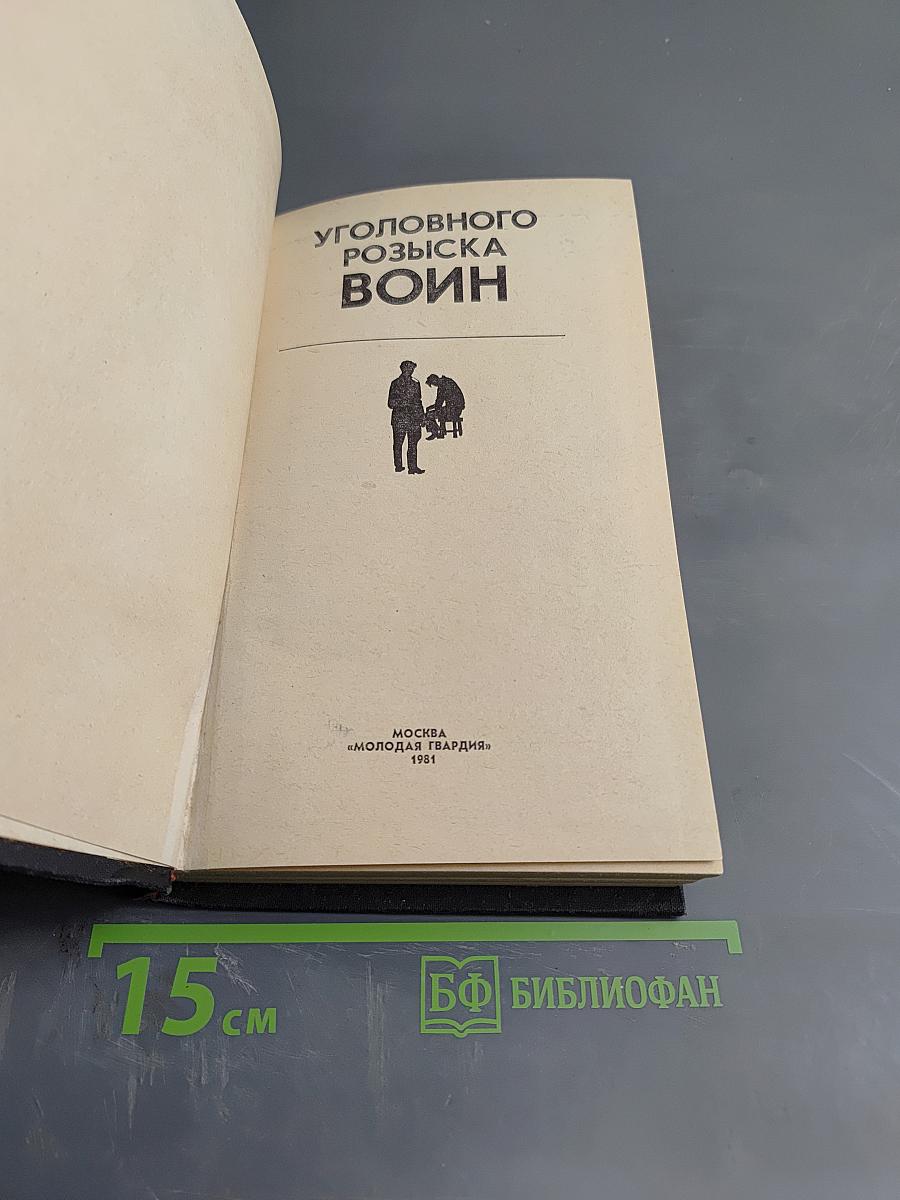 УГОЛОВНОГО
РОЗЫСКА
ВОИН
МОСКВА
«МОЛОДАЯ ГВАРДИЯ»
1981
15 см
БФ БИБЛИОФАН